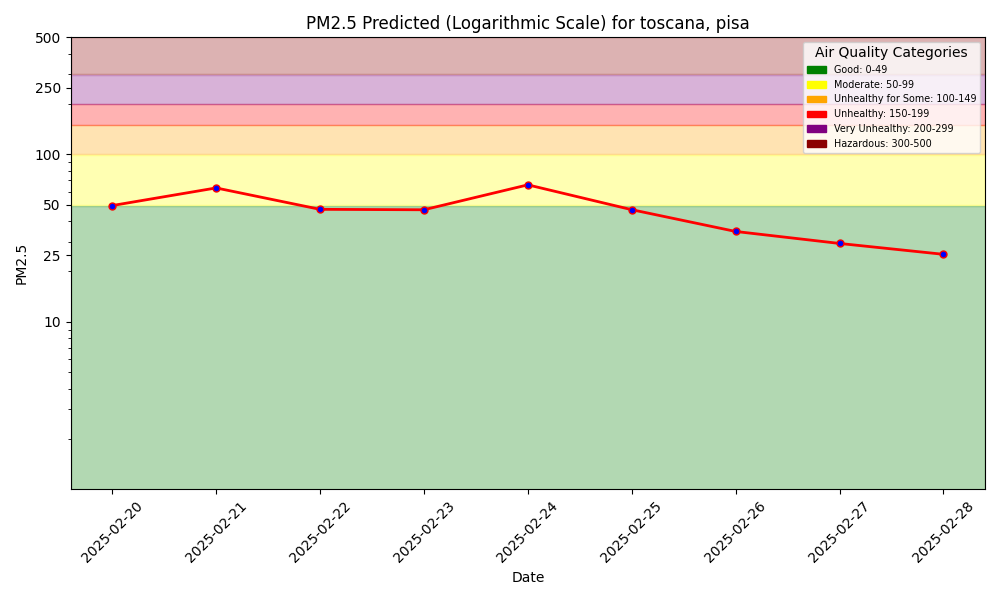 PM2.5 Predicted (Logarithmic Scale) for toscana, pisa
500
250
100
50
25
10
PM2.5
Air Quality Categories
Good: 0-49
Moderate: 50-99
Unhealthy for Some: 100-149
Unhealthy: 150-199
Very Unhealthy: 200-299
Hazardous: 300-500
2025-02-20
2025-02-21
2025-02-22
2025-02-23
2025-02-24
2025-02-25
2025-02-26
2025-02-27
2025-02-28
Date